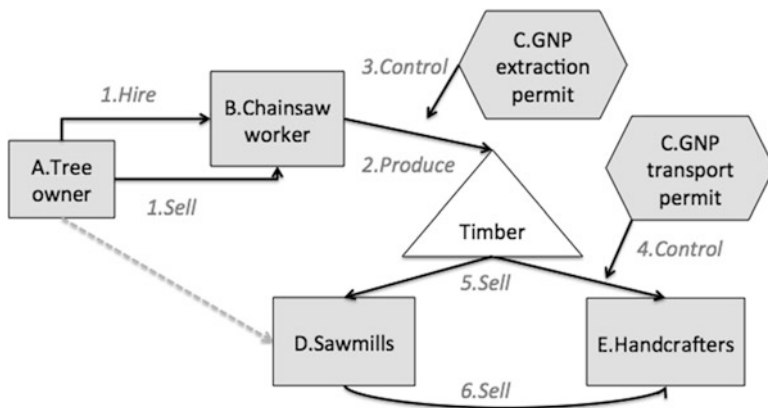 C.GNP
extraction
permit
3.Control
1.Hire
B.Chainsaw
worker
C.GNP
transport
permit
2.Produce
A.Tree
owner
1.Sell
Timber
4.Control
5.Sell
D.Sawmills
E.Handcrafters
6.Sell